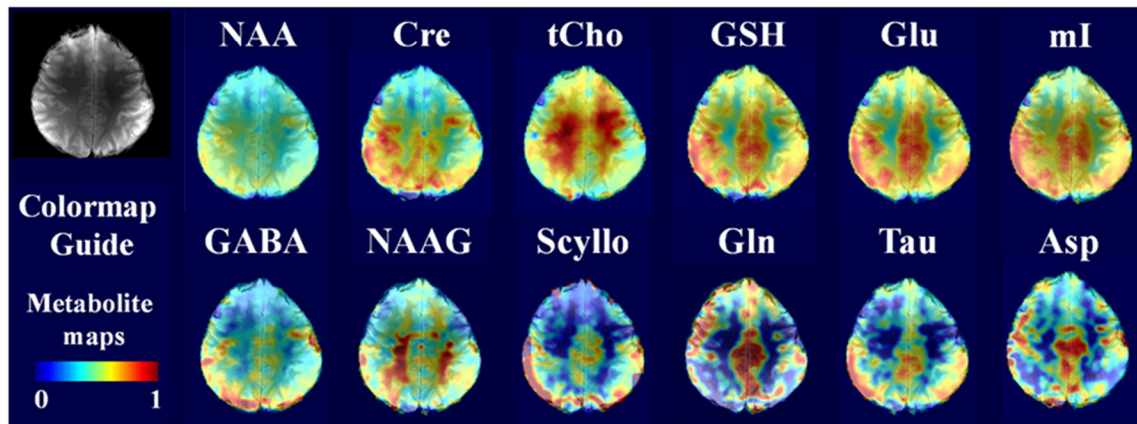 NAA Cre tCho GSH Glu mI
Colormap
Guide
GABA NAAG Scyllo Gln Tau Asp
Metabolite
maps
0 1